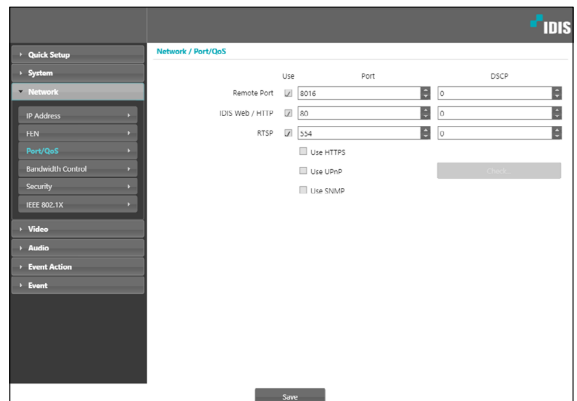 IDIS
Quick Setup
System
Network
IP Address
FEN
Port/QoS
Bandwidth Control
Security
IEEE 802.1X
Video
Audio
Event Action
Event
Network / Port/QoS
Use Port DSCP
Remote Port 8016 0
IDIS Web / HTTP 80 0
RTSP 554 0
Use HTTPS
Use UPnP Check...
Use SNMP
Save